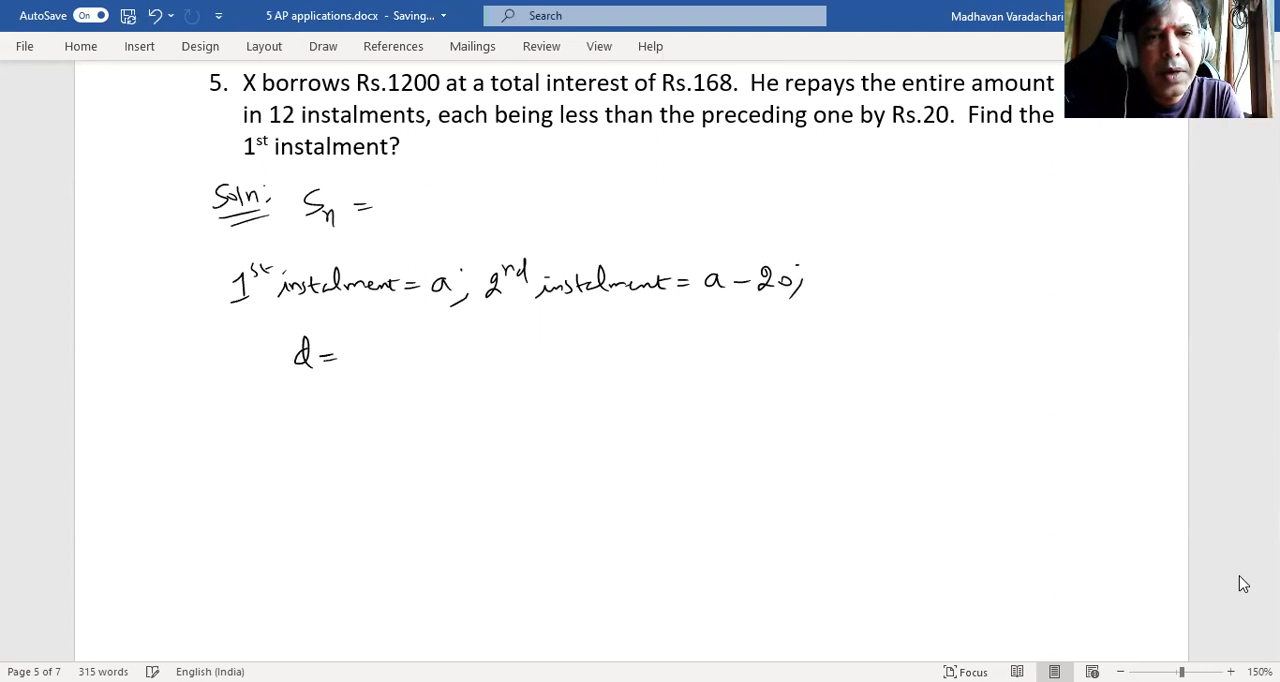 AutoSave On 5 AP applications.docx - Saving... Search Madhavan Varadachari
File Home Insert Design Layout Draw References Mailings Review View Help
5. X borrows Rs.1200 at a total interest of Rs.168. He repays the entire amount
in 12 instalments, each being less than the preceding one by Rs.20. Find the
1st instalment?
Soln: Sn =
1st instalment = a; 2nd instalment = a - 20;
d =
Page 5 of 7 315 words English (India) Focus 150%